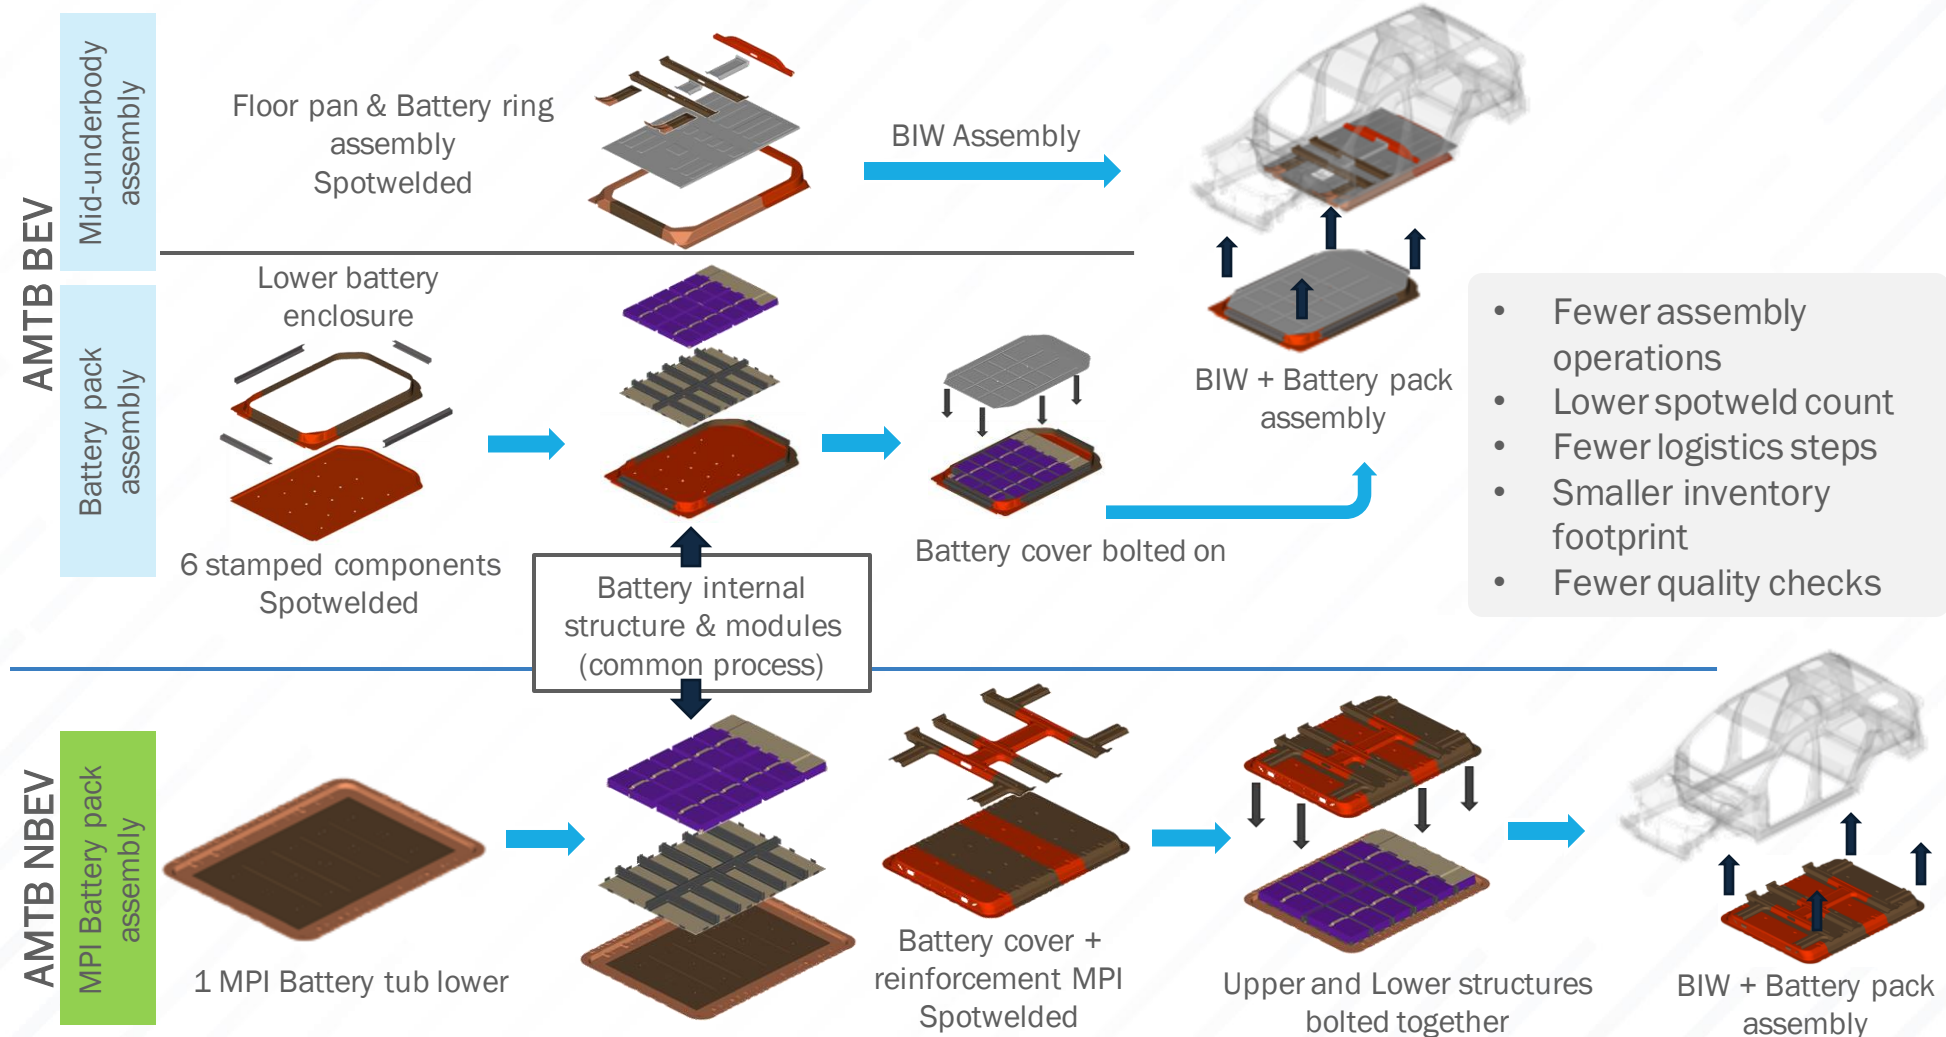 AMTB BEV
Mid-underbody
assembly
Floor pan & Battery ring
assembly
Spotwelded
BIW Assembly
Battery pack
assembly
Lower battery
enclosure
6 stamped components
Spotwelded
Battery internal
structure & modules
(common process)
Battery cover bolted on
BIW + Battery pack
assembly
• Fewer assembly
operations
• Lower spotweld count
• Fewer logistics steps
• Smaller inventory
footprint
• Fewer quality checks
AMTB NBEV
MPI Battery pack
assembly
1 MPI Battery tub lower
Battery cover +
reinforcement MPI
Spotwelded
Upper and Lower structures
bolted together
BIW + Battery pack
assembly